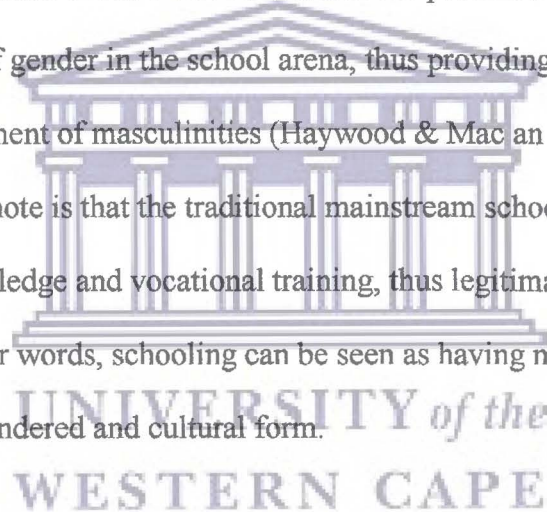 f gender in the school arena, thus providing
ment of masculinities (Haywood & Mac an
note is that the traditional mainstream schoo
ledge and vocational training, thus legitima
r words, schooling can be seen as having n
ndered and cultural form.
UNIVERSITY of the
WESTERN CAPE